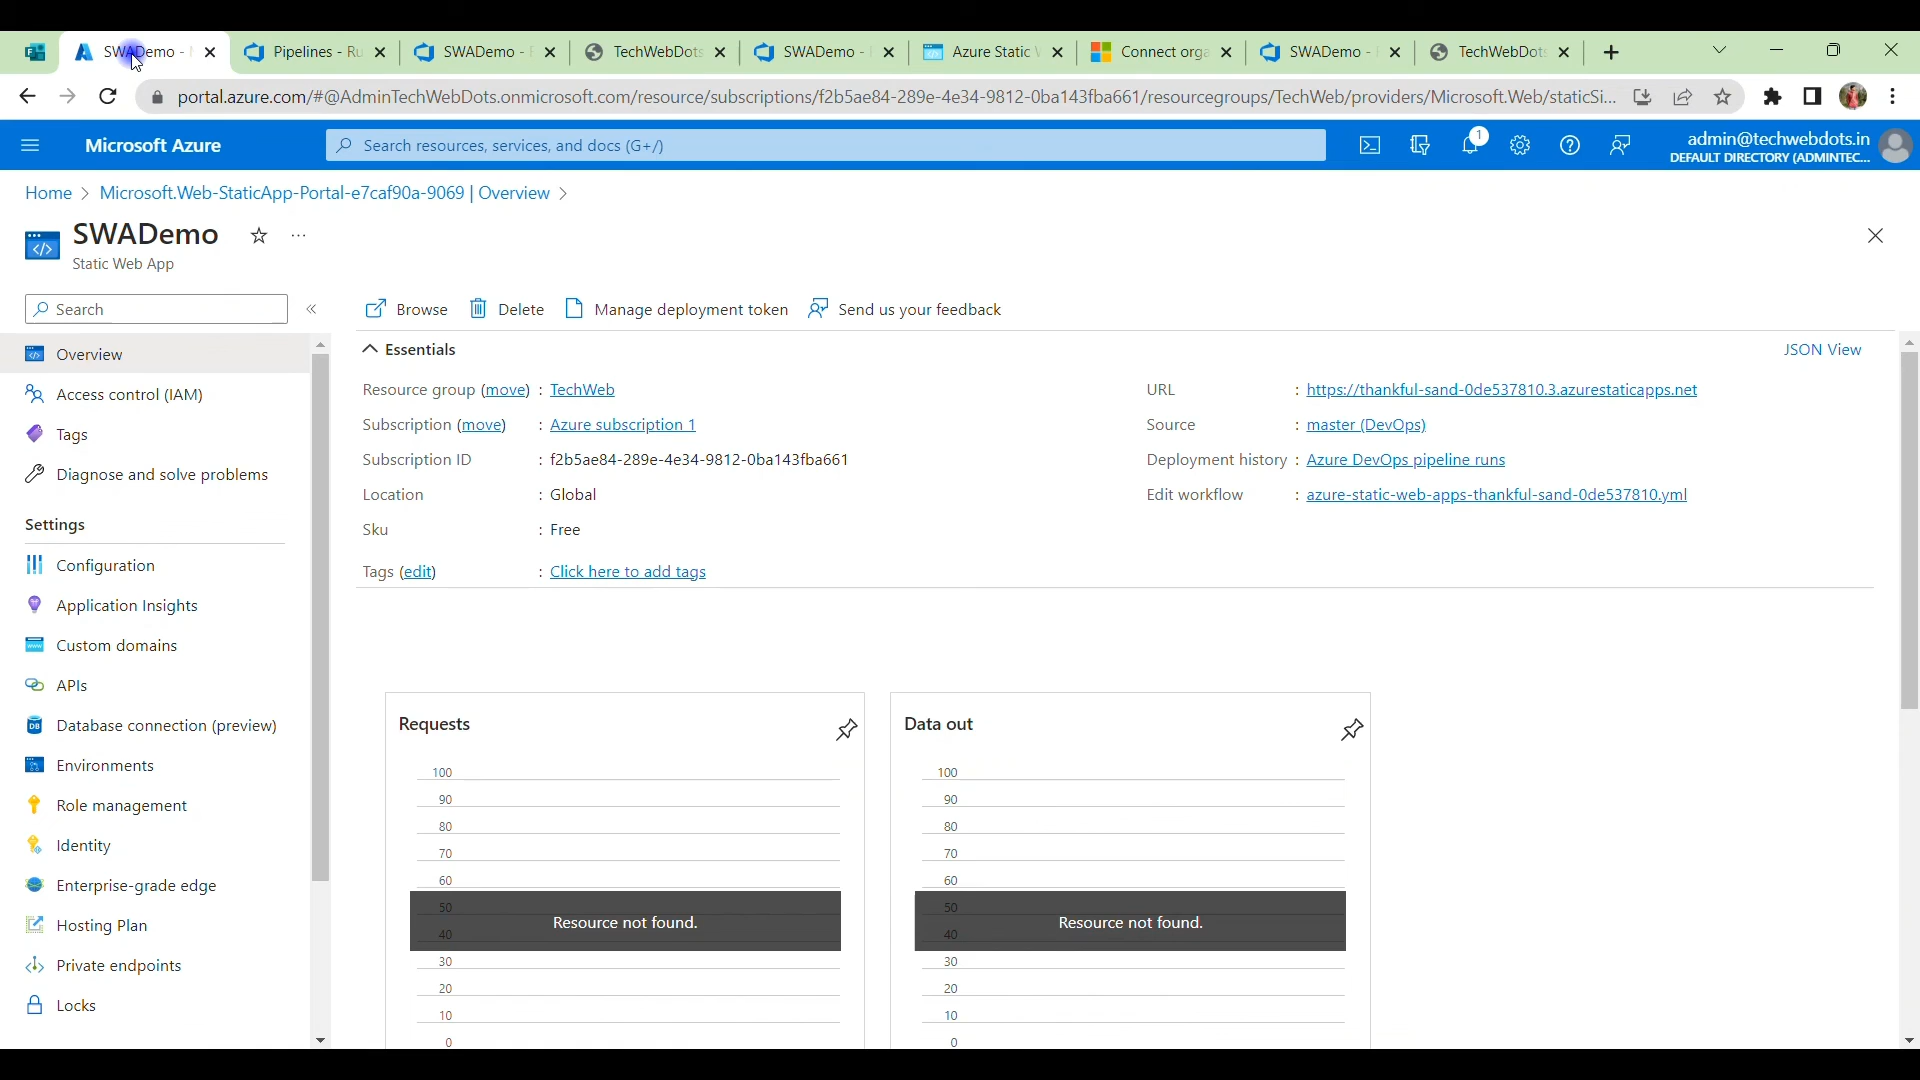 SWADemo -
Pipelines - Ru
SWADemo -
TechWebDots
SWADemo -
Azure Static
Connect orga
SWADemo -
TechWebDots
portal.azure.com/#@AdminTechWebDots.onmicrosoft.com/resource/subscriptions/f2b5ae84-289e-4e34-9812-0ba143fba661/resourcegroups/TechWeb/providers/Microsoft.Web/staticSi...
Microsoft Azure
Search resources, services, and docs (G+/)
1
admin@techwebdots.in
DEFAULT DIRECTORY (ADMINTEC...
Home > Microsoft.Web-StaticApp-Portal-e7caf90a-9069 | Overview >
SWADemo
...
Static Web App
Search
«
Browse
Delete
Manage deployment token
Send us your feedback
Overview
Access control (IAM)
Tags
Diagnose and solve problems
Settings
Configuration
Application Insights
Custom domains
APIs
Database connection (preview)
Environments
Role management
Identity
Enterprise-grade edge
Hosting Plan
Private endpoints
Locks
Essentials
JSON View
Resource group (move) : TechWeb
Subscription (move) : Azure subscription 1
Subscription ID : f2b5ae84-289e-4e34-9812-0ba143fba661
Location : Global
Sku : Free
Tags (edit) : Click here to add tags
URL : https://thankful-sand-0de537810.3.azurestaticapps.net
Source : master (DevOps)
Deployment history : Azure DevOps pipeline runs
Edit workflow : azure-static-web-apps-thankful-sand-0de537810.yml
Requests
100
90
80
70
60
50
Resource not found.
40
30
20
10
0
Data out
100
90
80
70
60
50
Resource not found.
40
30
20
10
0